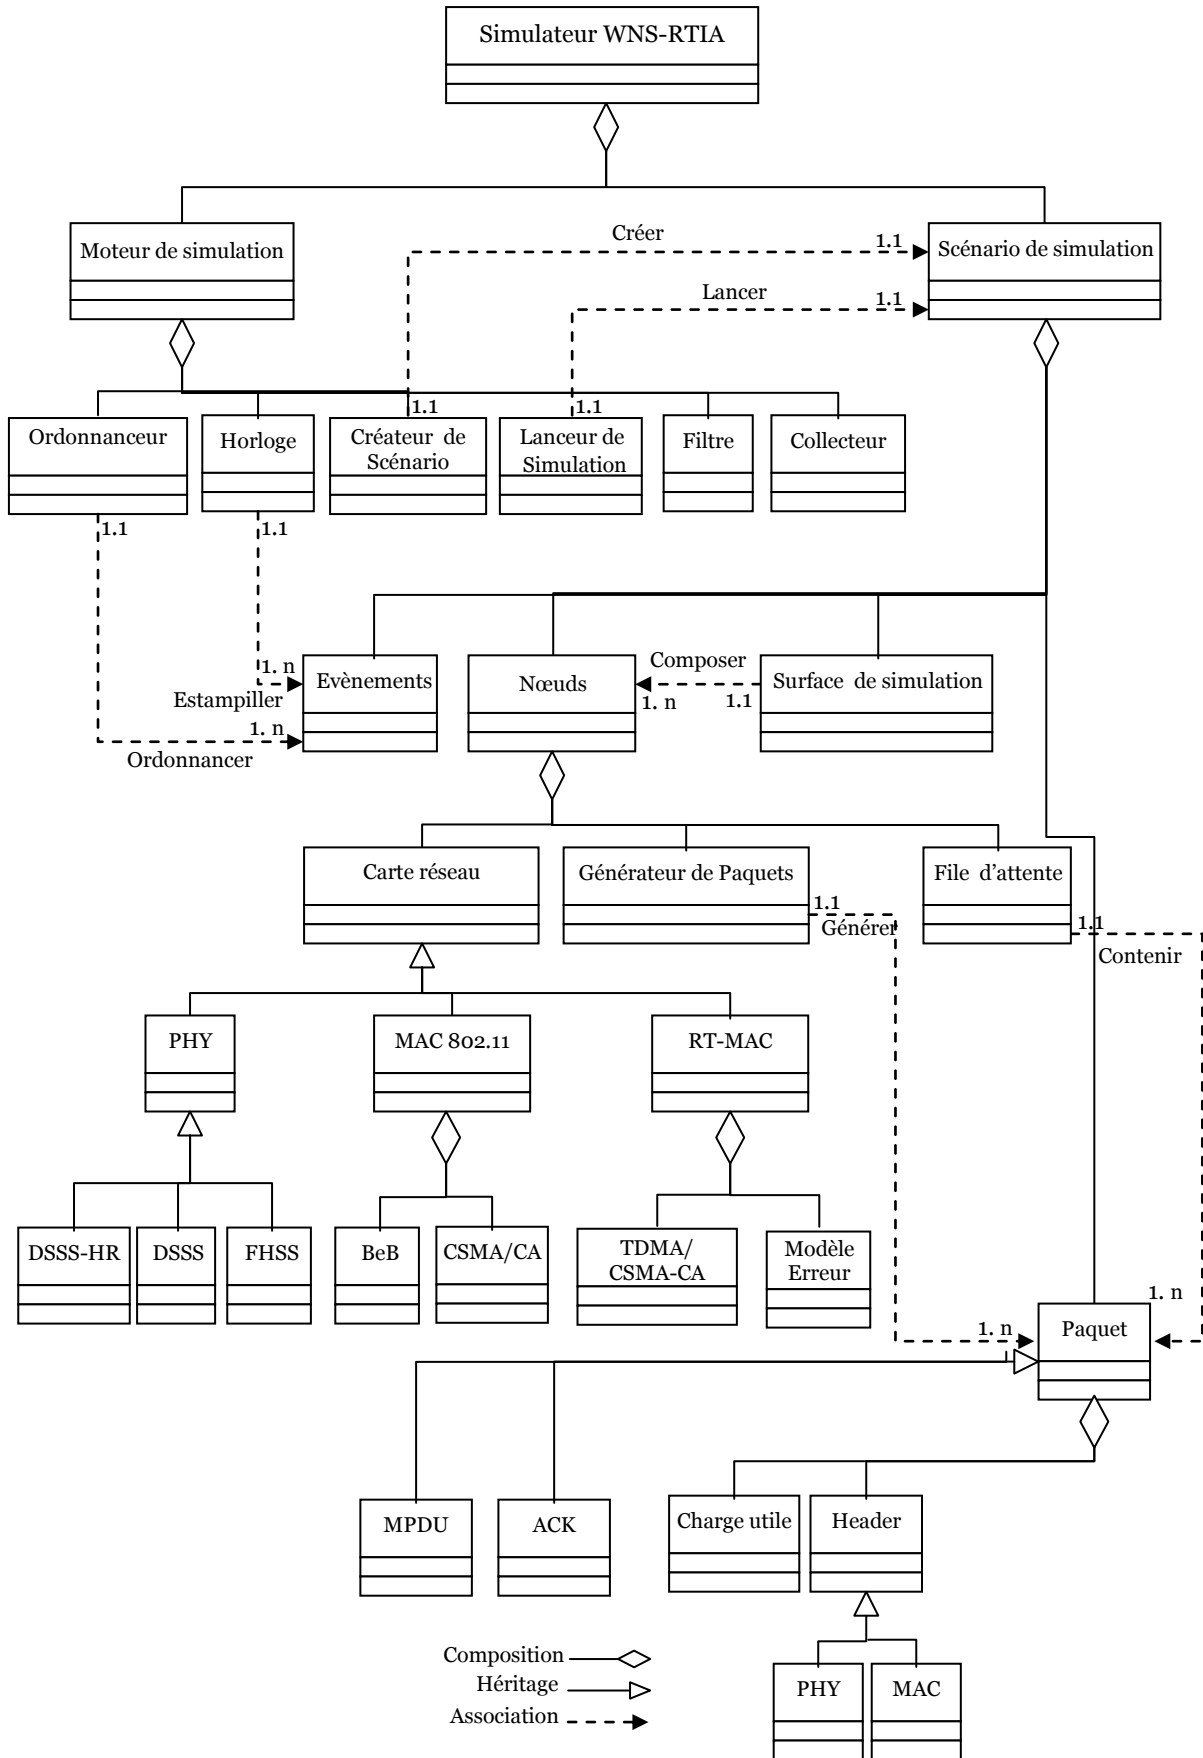 Simulateur WNS-RTIA
Moteur de simulation
Créer
1.1
Scénario de simulation
Lancer
1.1
1.1
1.1
Ordonnanceur
Horloge
Créateur de
Scénario
Lanceur de
Simulation
Filtre
Collecteur
1.1
1.1
1. n
Estampiller
1. n
Ordonnancer
Evènements
Nœuds
Composer
1. n
1.1
Surface de simulation
Carte réseau
Générateur de Paquets
File d'attente
1.1
Générer
1.1
Contenir
PHY
MAC 802.11
RT-MAC
DSSS-HR
DSSS
FHSS
BeB
CSMA/CA
TDMA/
CSMA-CA
Modèle
Erreur
1. n
1. n
Paquet
MPDU
ACK
Charge utile
Header
PHY
MAC
Composition
Héritage
Association